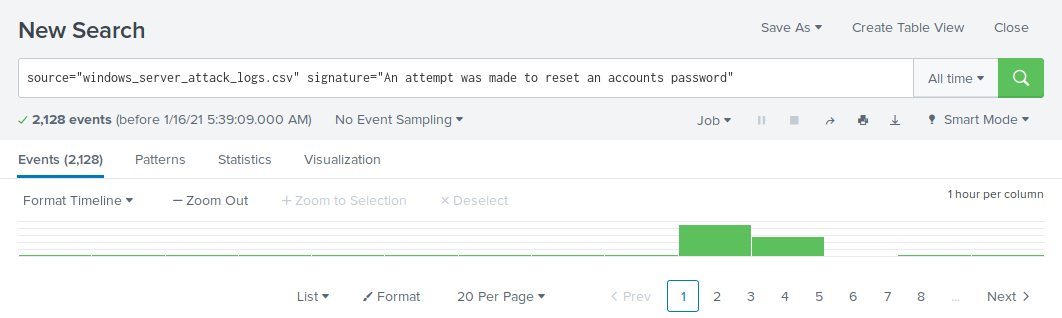 New Search
Save As
Create Table View
Close
source="windows_server_attack_logs.csv" signature="An attempt was made to reset an accounts password"
All time
2,128 events (before 1/16/21 5:39:09.000 AM)
No Event Sampling
Job
Smart Mode
Events (2,128)
Patterns
Statistics
Visualization
Format Timeline
— Zoom Out
+ Zoom to Selection
× Deselect
1 hour per column
List
Format
20 Per Page
< Prev
1
2
3
4
5
6
7
8
...
Next >